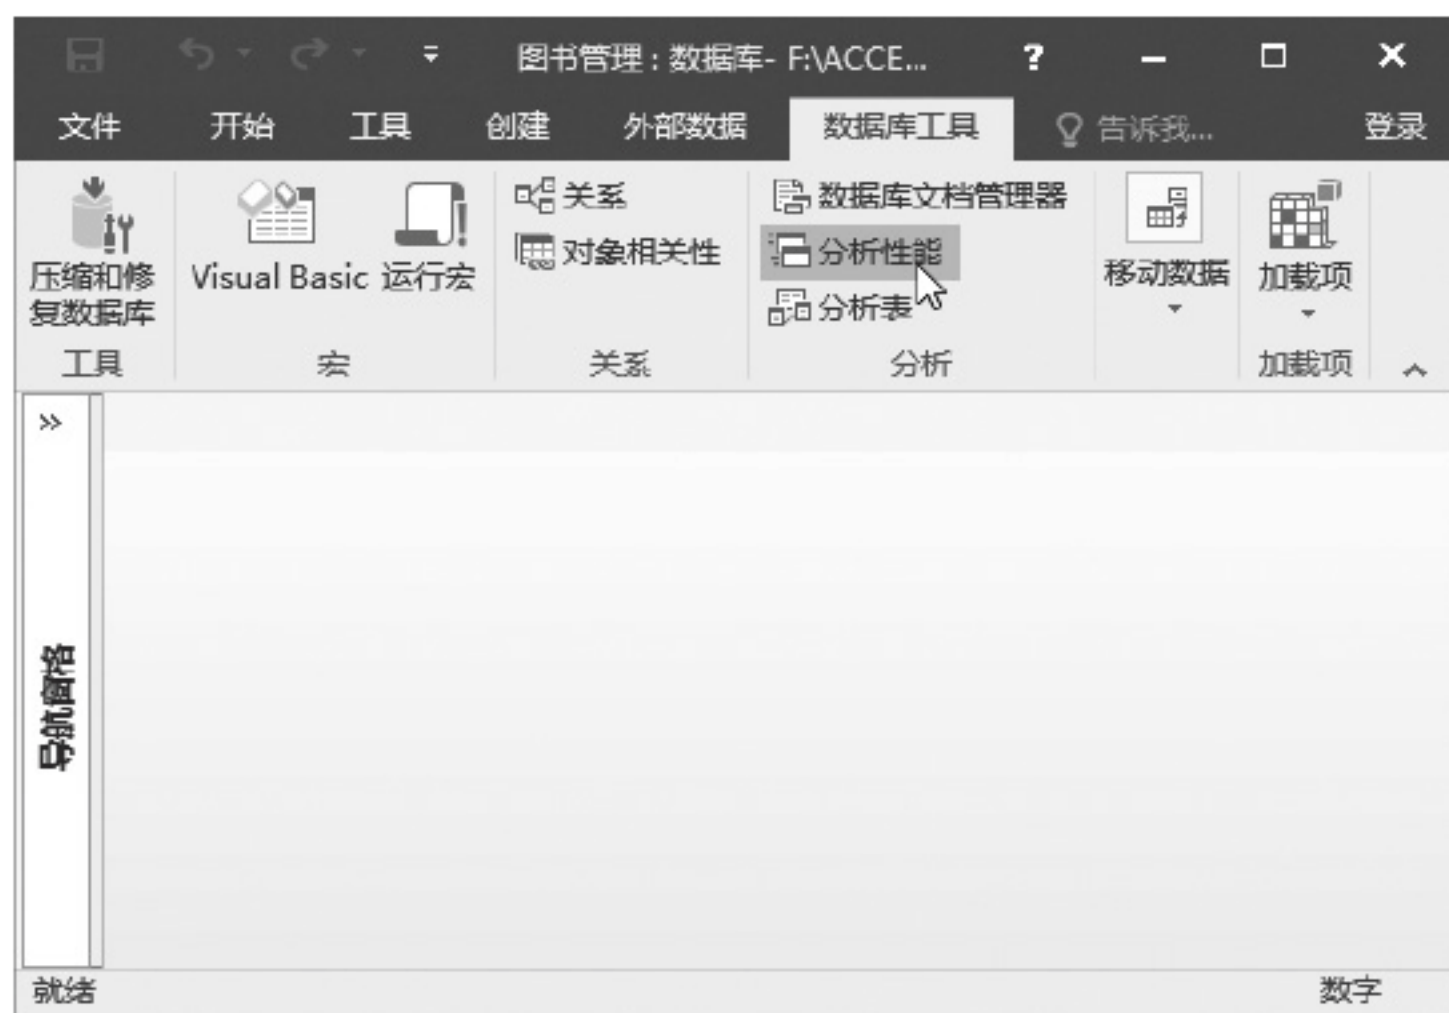 图书管理 : 数据库- F:\ACCE... ?
文件 开始 工具 创建 外部数据 数据库工具 告诉我... 登录
压缩和修
复数据库
工具
Visual Basic 运行宏
宏
关系
对象相关性
关系
数据库文档管理器
分析性能
分析表
分析
移动数据
加载项
加载项
»
导航窗格
就绪 数字